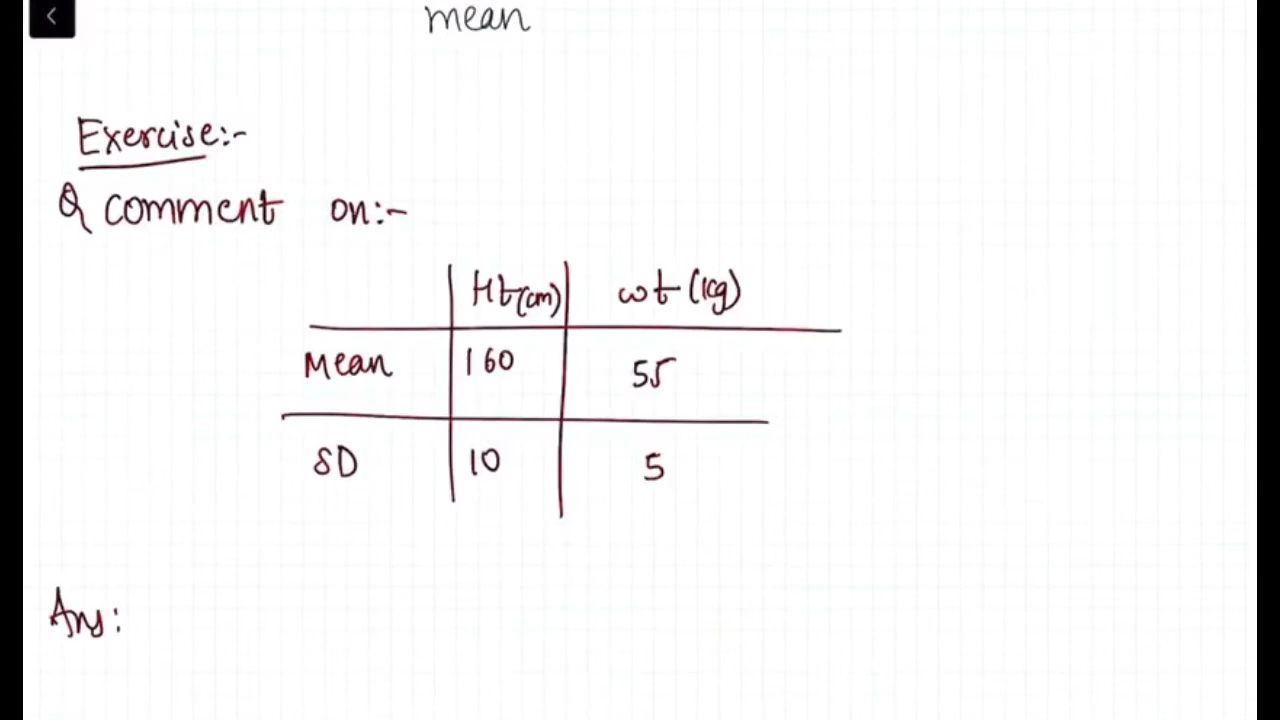 mean
Exercise:-
Q comment on:-
Ht(cm) wt (kg)
Mean 160 55
SD 10 5
Ans: